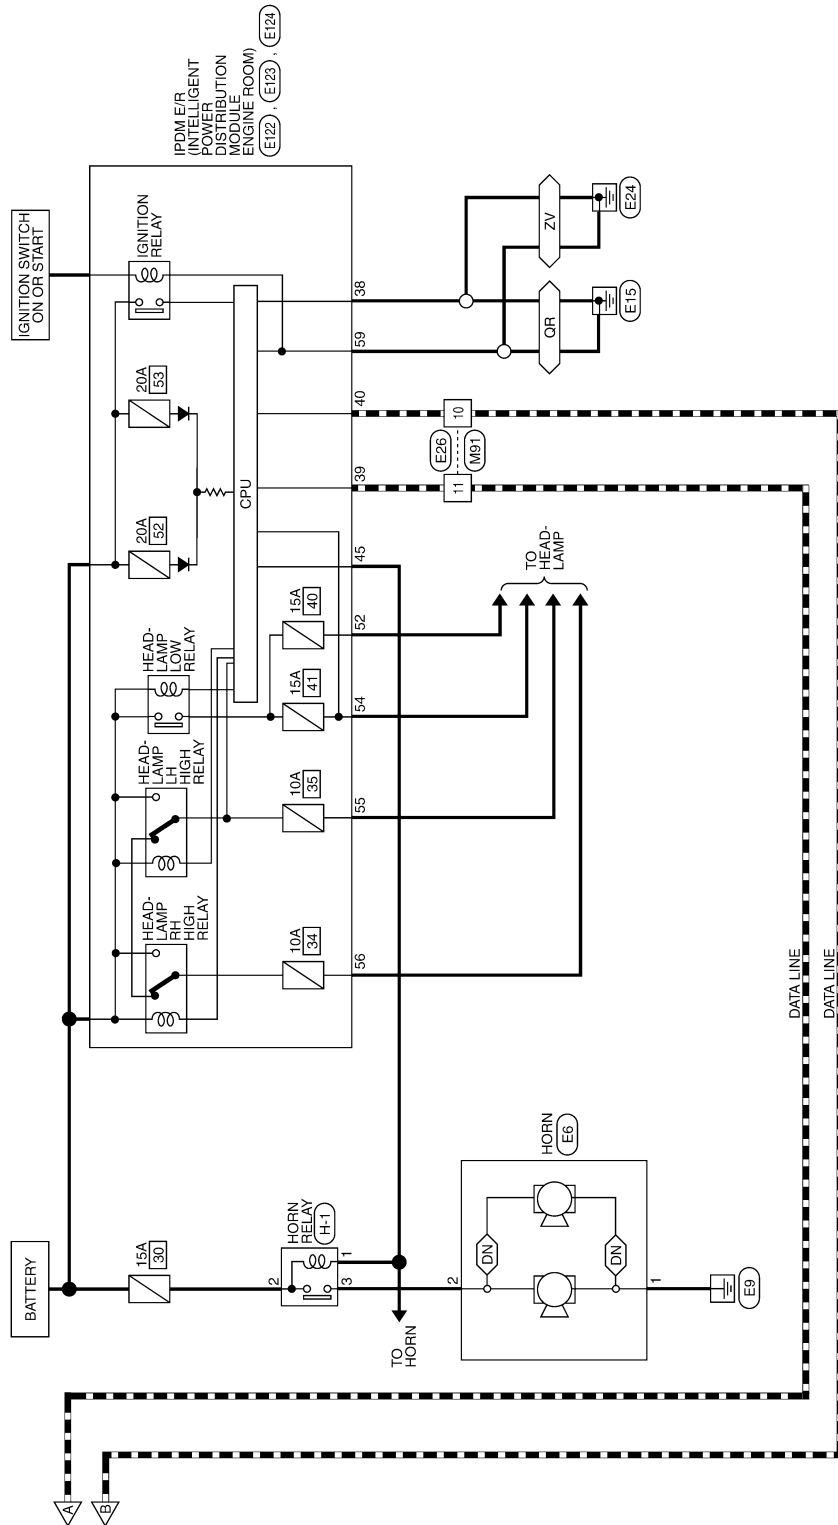 BATTERY
IGNITION SWITCH
ON OR START
IPDM E/R
(INTELLIGENT
POWER
DISTRIBUTION
MODULE
ENGINE ROOM)
E122 , E123 , E124
15A
30
HEAD-
LAMP
RH
HIGH
RELAY
HEAD-
LAMP
LH
HIGH
RELAY
HEAD-
LAMP
LOW
RELAY
20A
52
20A
53
IGNITION
RELAY
CPU
10A
34
10A
35
15A
41
15A
40
HORN
RELAY
H-1
2
1
3
56
55
54
52
45
39
40
59
38
TO
HORN
TO
HEAD-
LAMP
11
10
E26
M91
QR
ZV
E15
E24
HORN
E6
2
DN
DN
1
E9
DATA LINE
DATA LINE
A
B